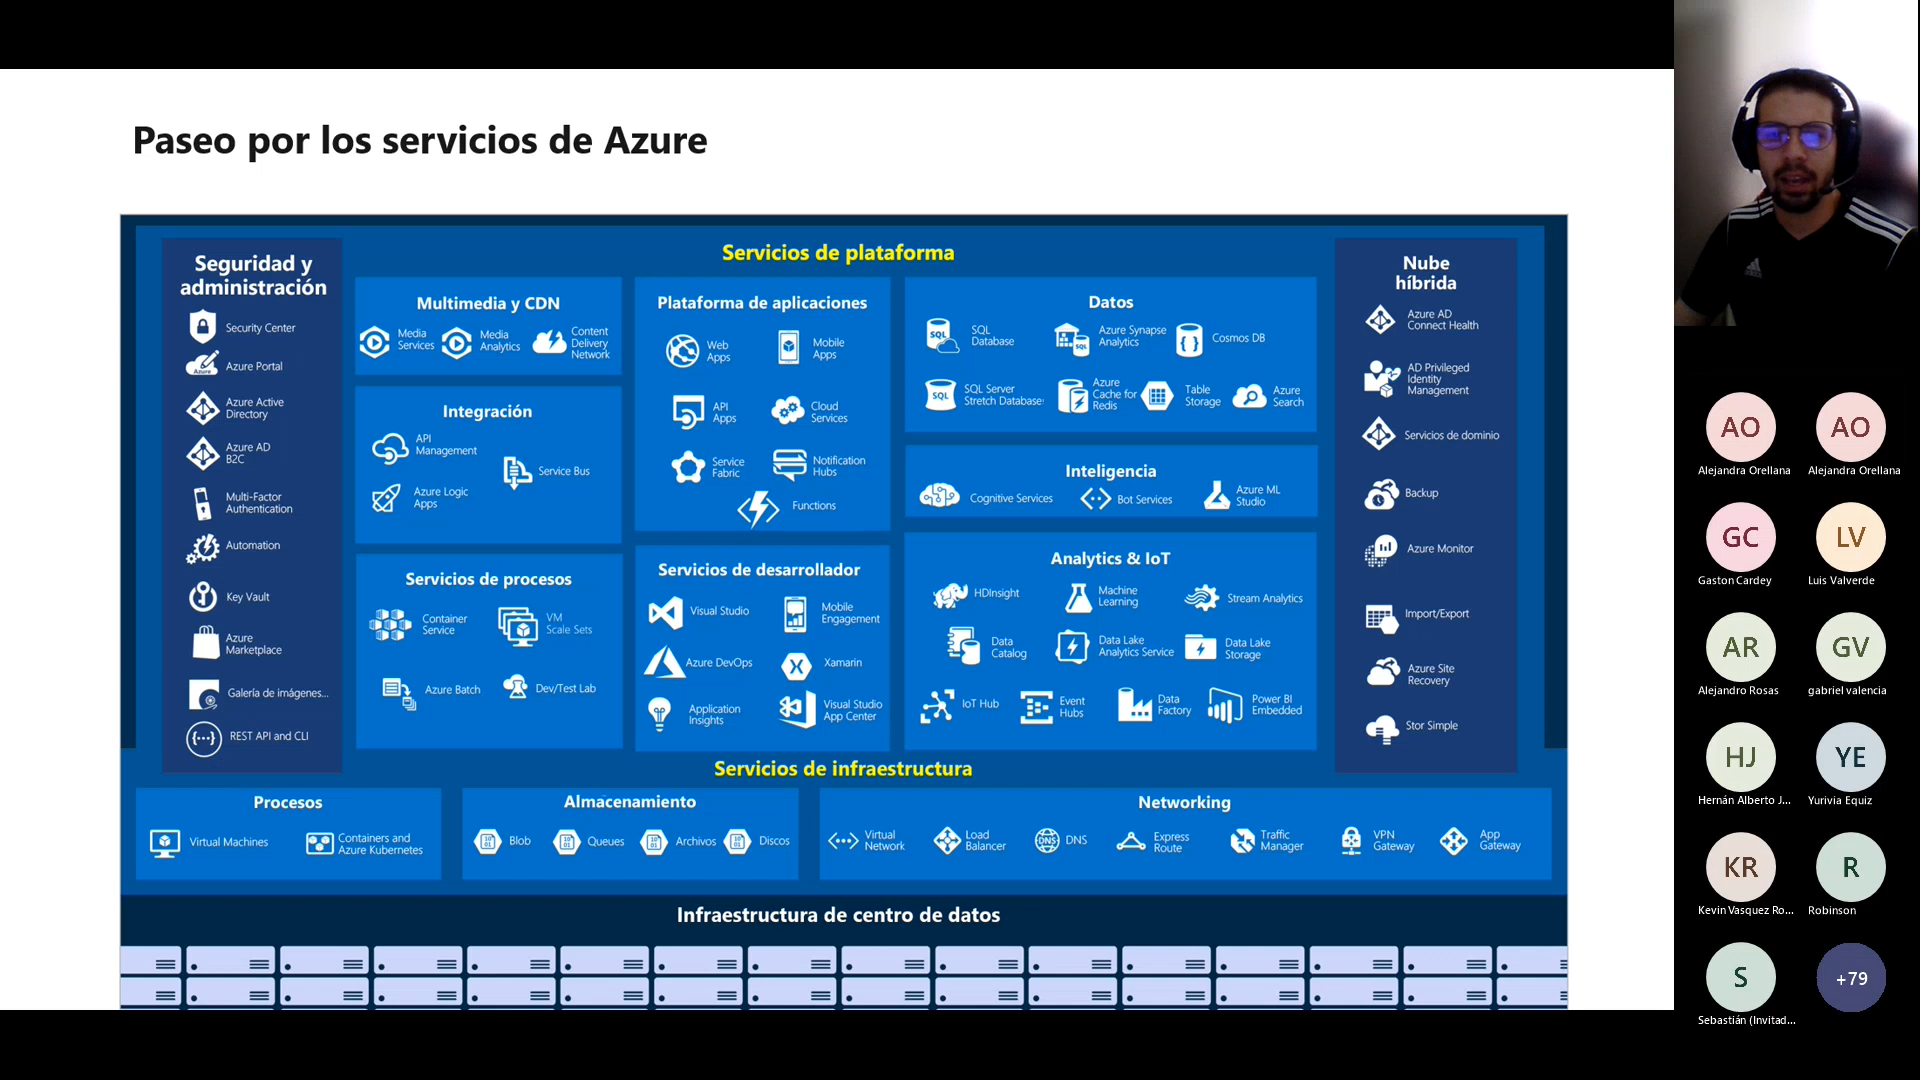 Paseo por los servicios de Azure
Servicios de plataforma
Seguridad y
administración
Security Center
Azure Portal
Azure Active
Directory
Azure AD
B2C
Multi-Factor
Authentication
Automation
Key Vault
Azure
Marketplace
Galería de imágenes...
REST API and CLI
Multimedia y CDN
Media
Services
Media
Analytics
Content
Delivery
Network
Integración
API
Management
Service Bus
Azure Logic
Apps
Servicios de procesos
Container
Service
VM
Scale Sets
Azure Batch
Dev/Test Lab
Plataforma de aplicaciones
Web
Apps
Mobile
Apps
API
Apps
Cloud
Services
Service
Fabric
Notification
Hubs
Functions
Servicios de desarrollador
Visual Studio
Mobile
Engagement
Azure DevOps
Xamarin
Application
Insights
Visual Studio
App Center
Datos
SQL
SQL
Database
SQL
Azure Synapse
Analytics
Cosmos DB
SQL
SQL Server
Stretch Database
Azure
Cache for
Redis
Table
Storage
Azure
Search
Inteligencia
Cognitive Services
Bot Services
Azure ML
Studio
Analytics & IoT
HDInsight
Machine
Learning
Stream Analytics
Data
Catalog
Data Lake
Analytics Service
Data Lake
Storage
IoT Hub
Event
Hubs
Data
Factory
Power BI
Embedded
Nube
híbrida
Azure AD
Connect Health
AD Privileged
Identity
Management
Servicios de dominio
Backup
Azure Monitor
Import/Export
Azure Site
Recovery
Stor Simple
Servicios de infraestructura
Procesos
Virtual Machines
Containers and
Azure Kubernetes
Almacenamiento
Blob
Queues
Archivos
Discos
Networking
Virtual
Network
Load
Balancer
DNS
DNS
Express
Route
Traffic
Manager
VPN
Gateway
App
Gateway
Infraestructura de centro de datos
AO
Alejandra Orellana
AO
Alejandra Orellana
GC
Gaston Cardey
LV
Luis Valverde
AR
Alejandro Rosas
GV
gabriel valencia
HJ
Hernán Alberto J...
YE
Yurivia Equiz
KR
Kevin Vasquez Ro...
R
Robinson
S
Sebastián (Invitad...
+79